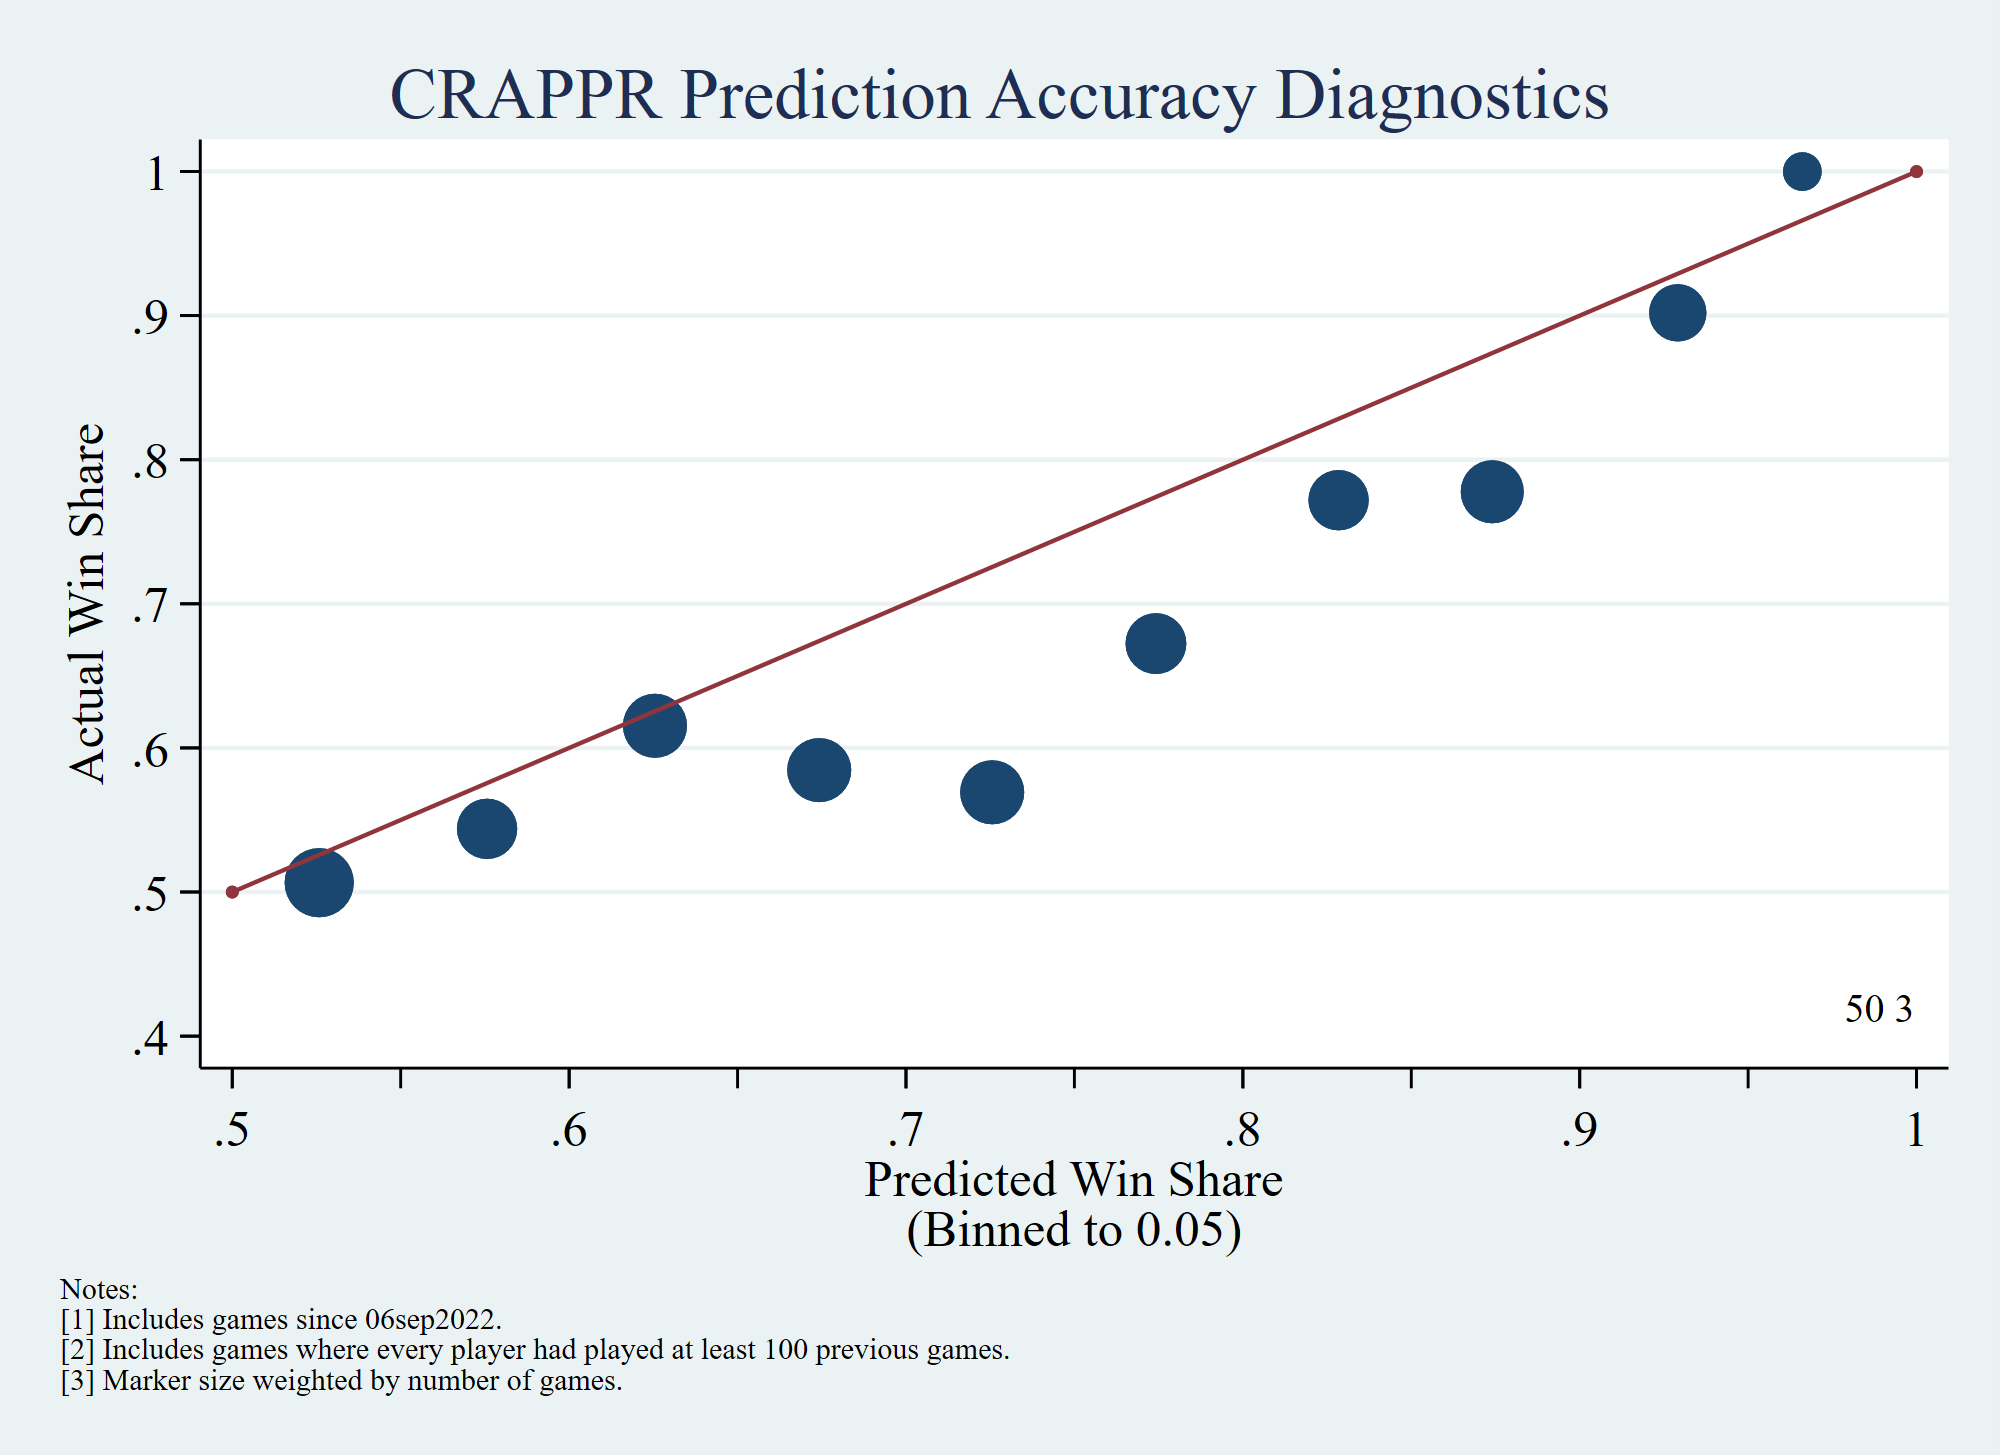 CRAPPR Prediction Accuracy Diagnostics
1
.9
.8
.7
.6
.5
.4
Actual Win Share
50 3
.5 .6 .7 .8 .9 1
Predicted Win Share
(Binned to 0.05)
Notes:
[1] Includes games since 06sep2022.
[2] Includes games where every player had played at least 100 previous games.
[3] Marker size weighted by number of games.